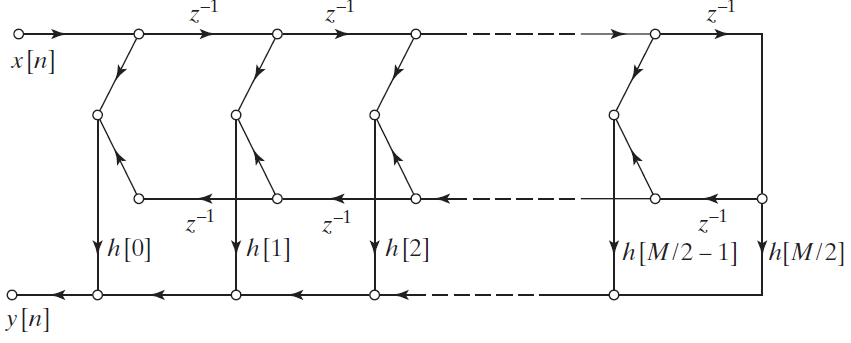 z⁻¹ z⁻¹ z⁻¹
x[n]
z⁻¹ z⁻¹ z⁻¹
h[0] h[1] h[2] h[M/2 – 1] h[M/2]
y[n]